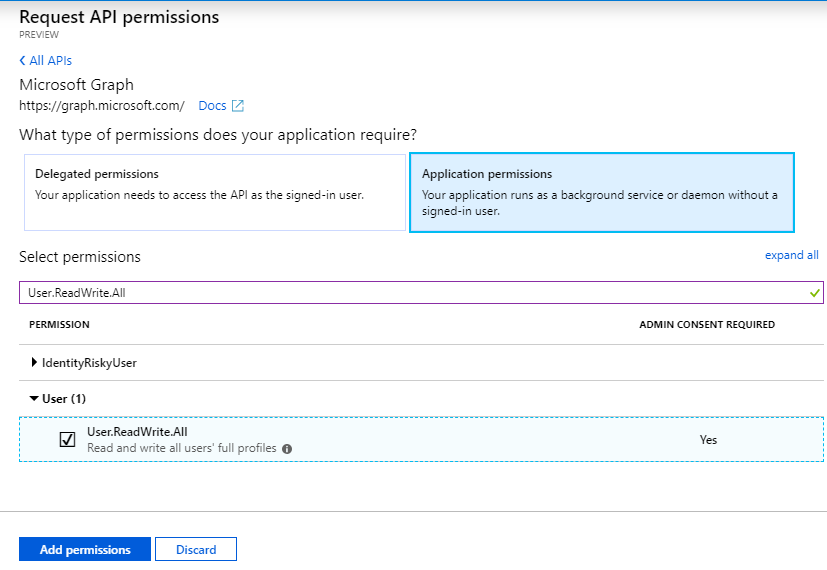 Request API permissions
PREVIEW
All APIs
Microsoft Graph
https://graph.microsoft.com/ Docs
What type of permissions does your application require?
Delegated permissions
Your application needs to access the API as the signed-in user.
Application permissions
Your application runs as a background service or daemon without a
signed-in user.
Select permissions
expand all
User.ReadWrite.All
PERMISSION
ADMIN CONSENT REQUIRED
IdentityRiskyUser
User (1)
User.ReadWrite.All
Read and write all users' full profiles
Yes
Add permissions
Discard